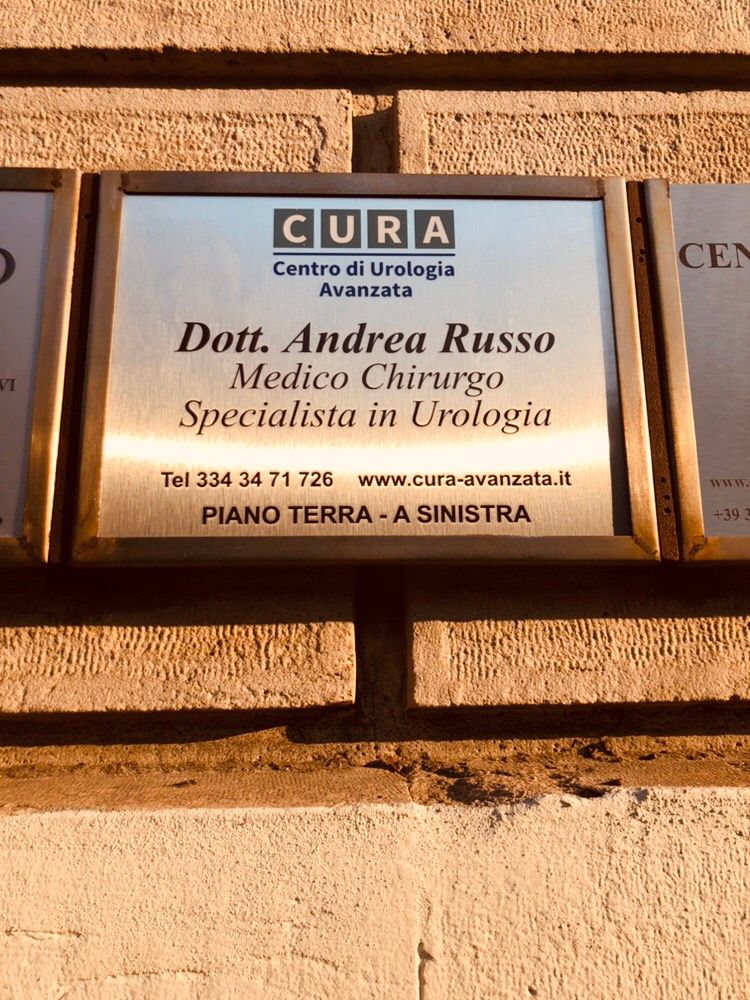 CURA
Centro di Urologia
Avanzata
Dott. Andrea Russo
Medico Chirurgo
Specialista in Urologia
Tel 334 34 71 726 www.cura-avanzata.it
PIANO TERRA - A SINISTRA